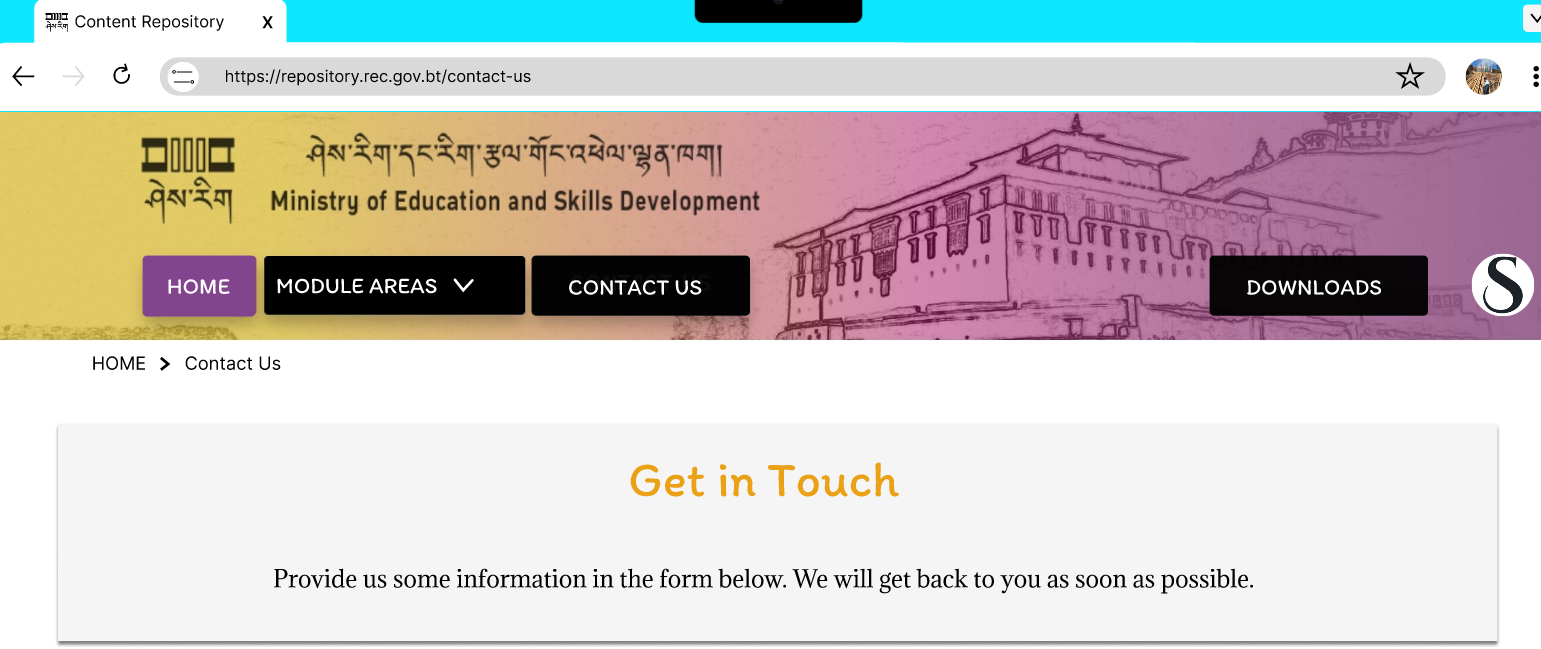 Content Repository X
https://repository.rec.gov.bt/contact-us
ཤེས་རིག་དང་རིག་རྩལ་གོང་འཕེལ་ལྷན་ཁག།
ཤེས་རིག
Ministry of Education and Skills Development
HOME MODULE AREAS CONTACT US DOWNLOADS S
HOME > Contact Us
Get in Touch
Provide us some information in the form below. We will get back to you as soon as possible.